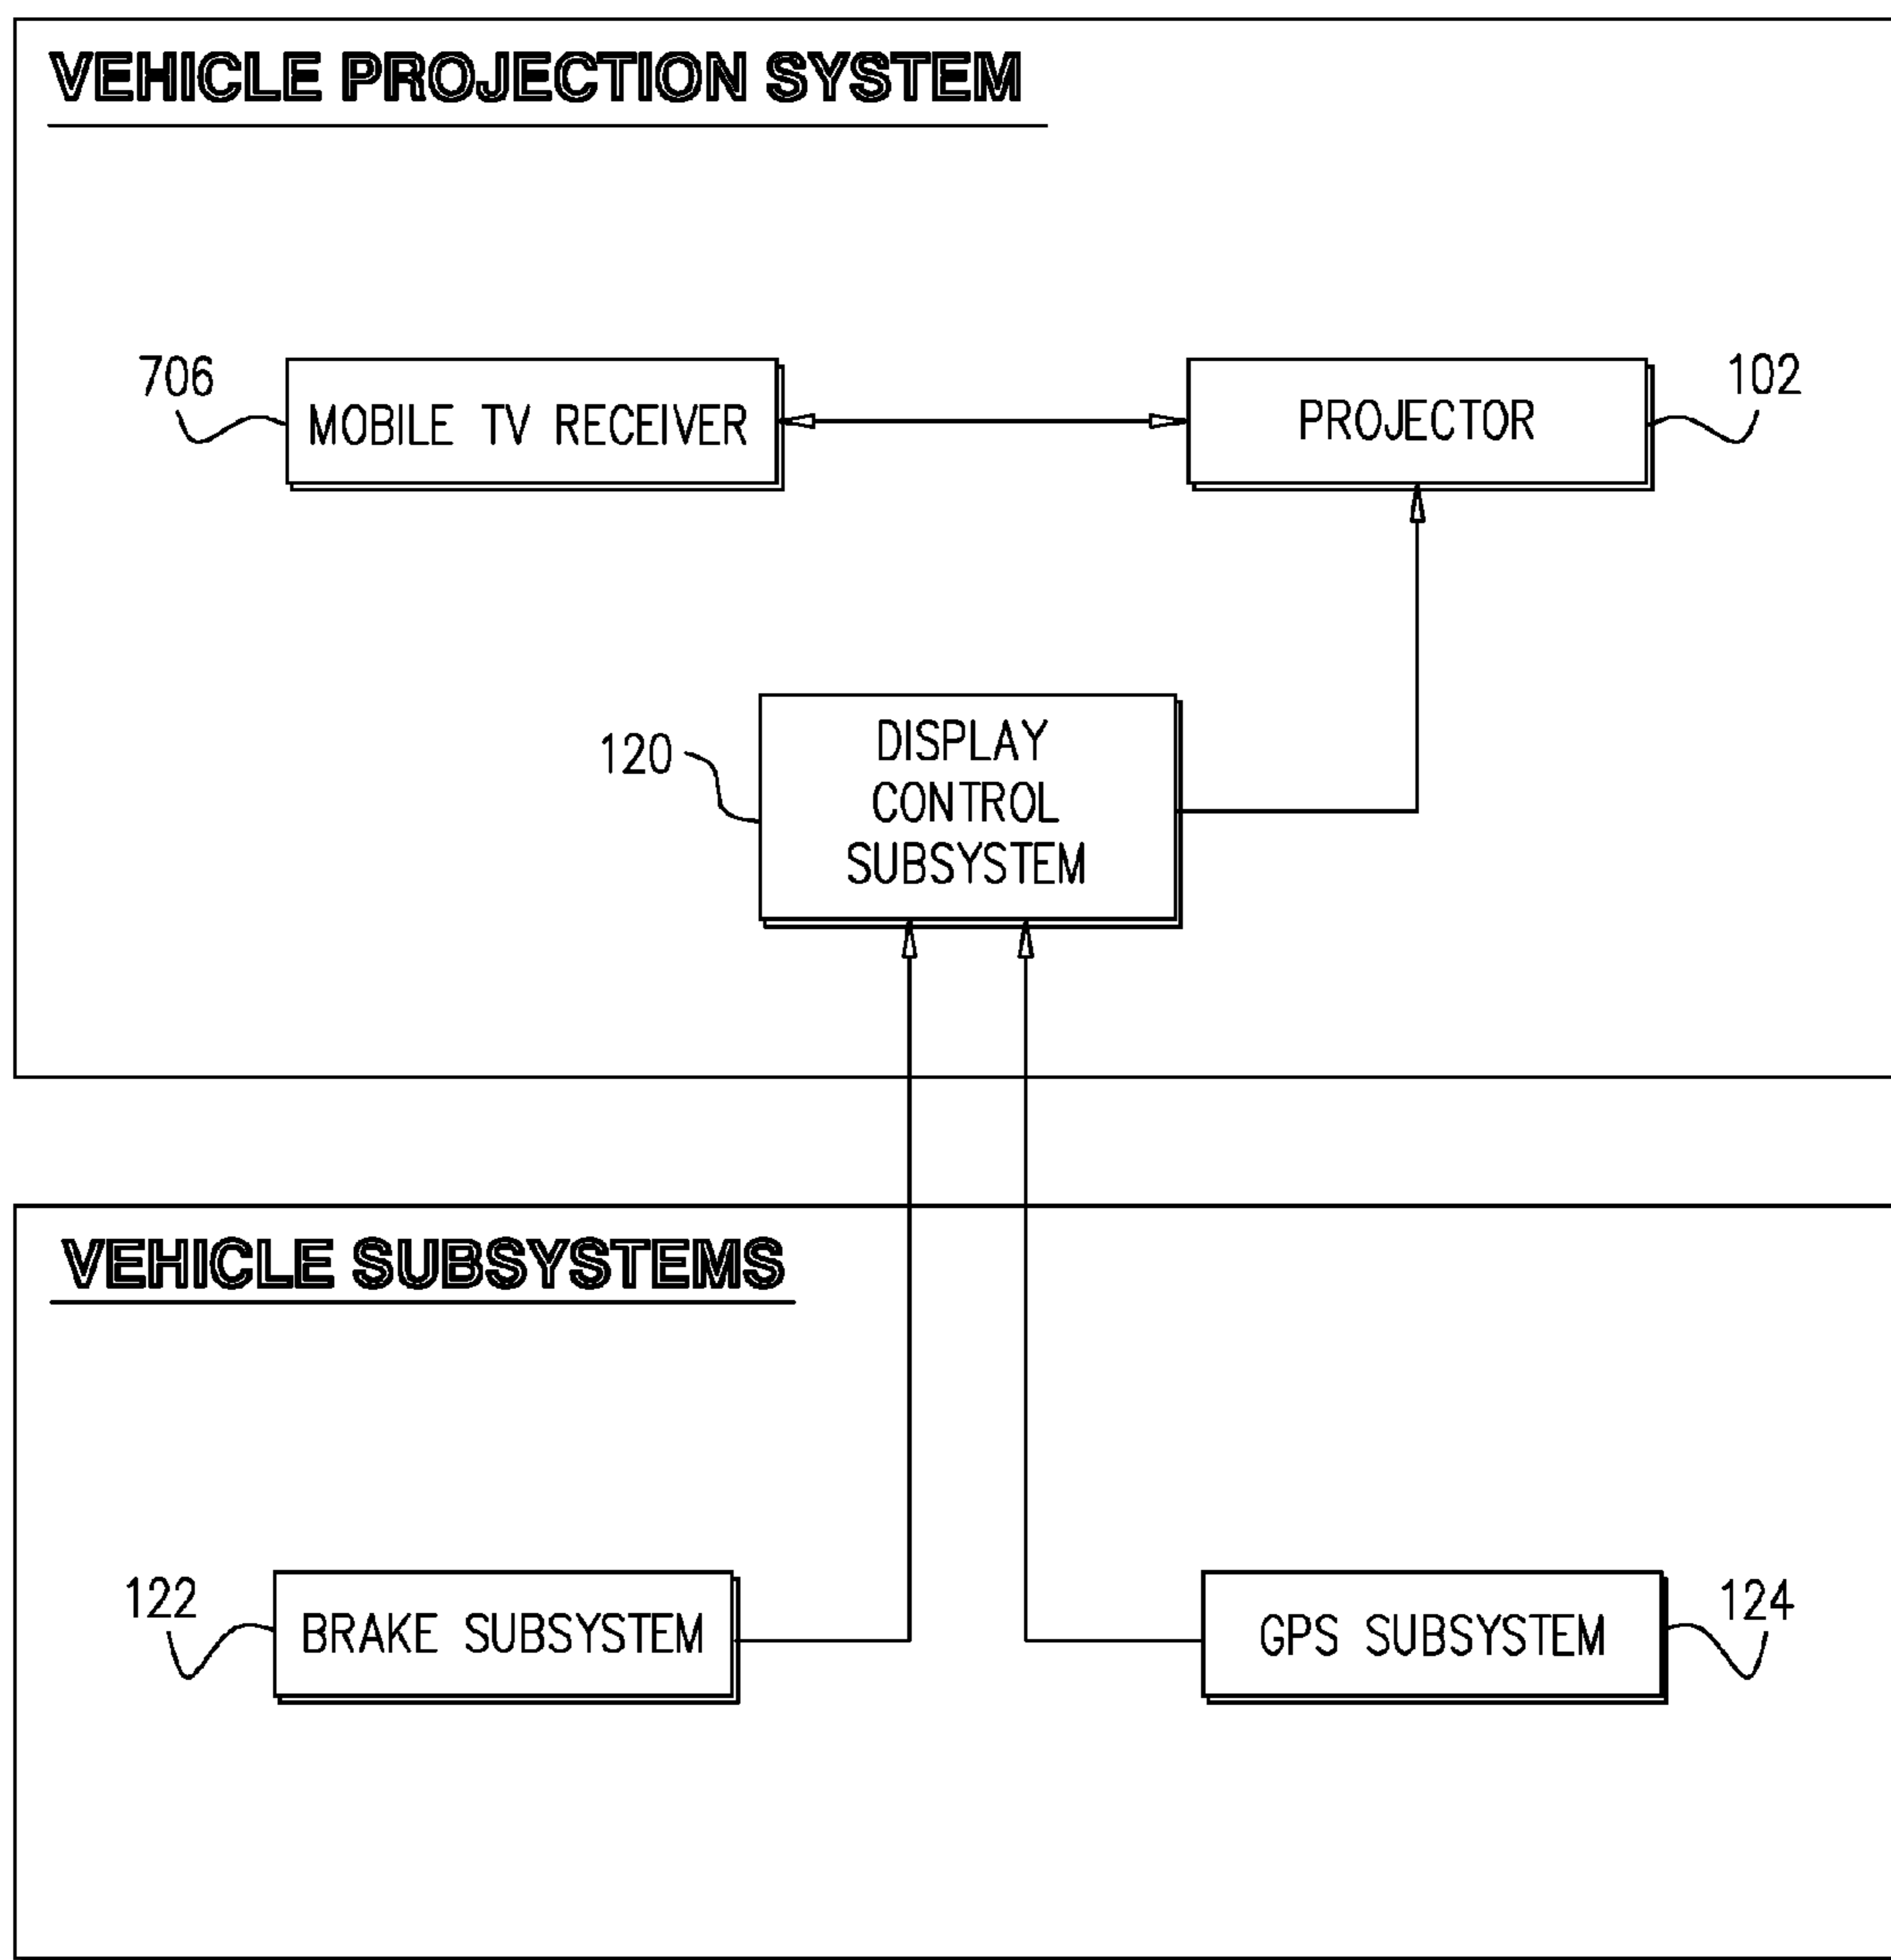 VEHICLE PROJECTION SYSTEM
706
MOBILE TV RECEIVER
PROJECTOR
102
120
DISPLAY
CONTROL
SUBSYSTEM
VEHICLE SUBSYSTEMS
122
BRAKE SUBSYSTEM
GPS SUBSYSTEM
124